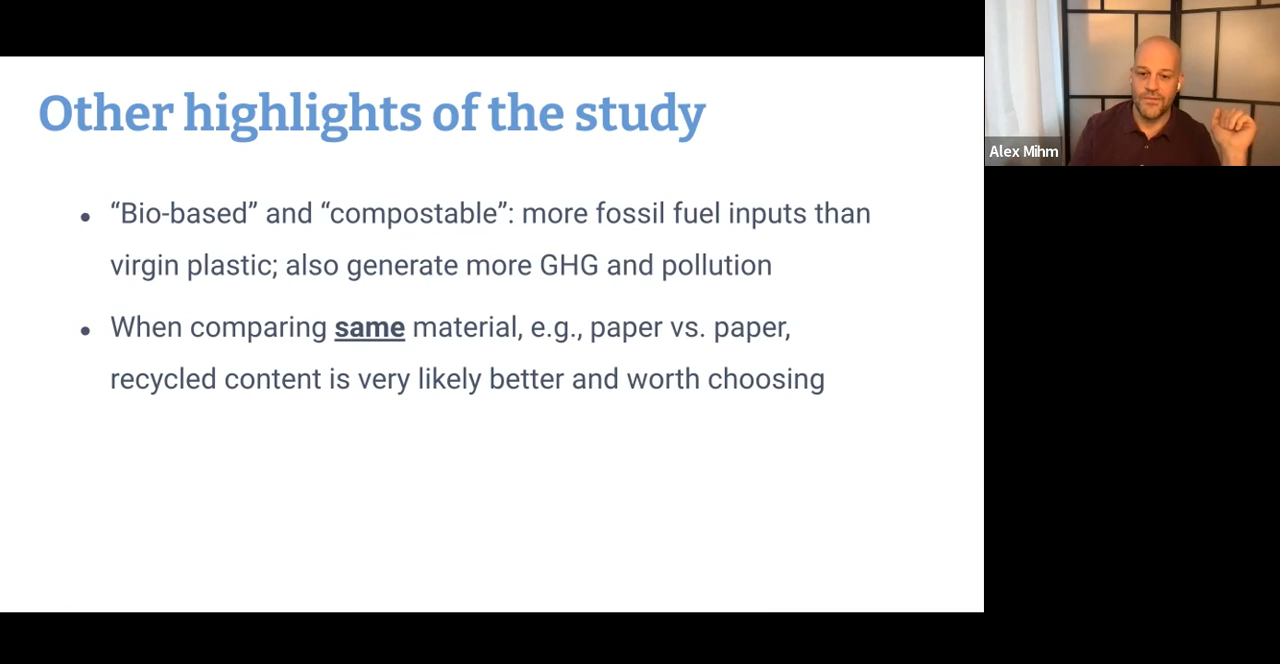 Other highlights of the study
• “Bio-based” and “compostable”: more fossil fuel inputs than
virgin plastic; also generate more GHG and pollution
• When comparing same material, e.g., paper vs. paper,
recycled content is very likely better and worth choosing
Alex Mihm